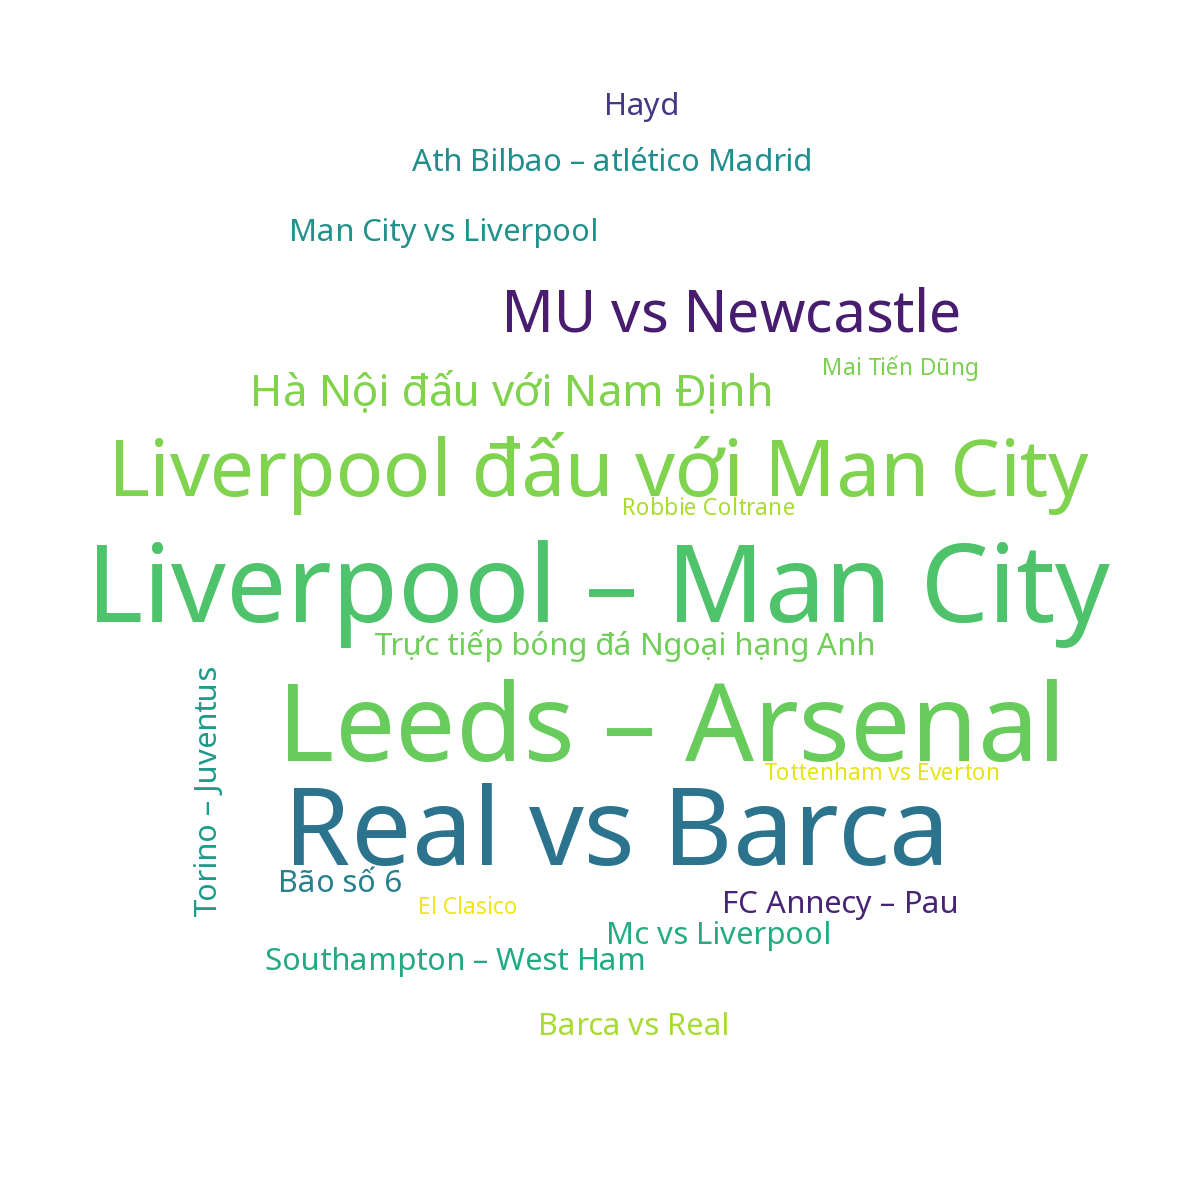 Hayd
Ath Bilbao – atlético Madrid
Man City vs Liverpool
MU vs Newcastle
Mai Tiến Dũng
Hà Nội đấu với Nam Định
Liverpool đấu với Man City
Robbie Coltrane
Liverpool – Man City
Trực tiếp bóng đá Ngoại hạng Anh
Torino – Juventus
Leeds – Arsenal
Tottenham vs Everton
Real vs Barca
Bão số 6
El Clasico
FC Annecy – Pau
Mc vs Liverpool
Southampton – West Ham
Barca vs Real